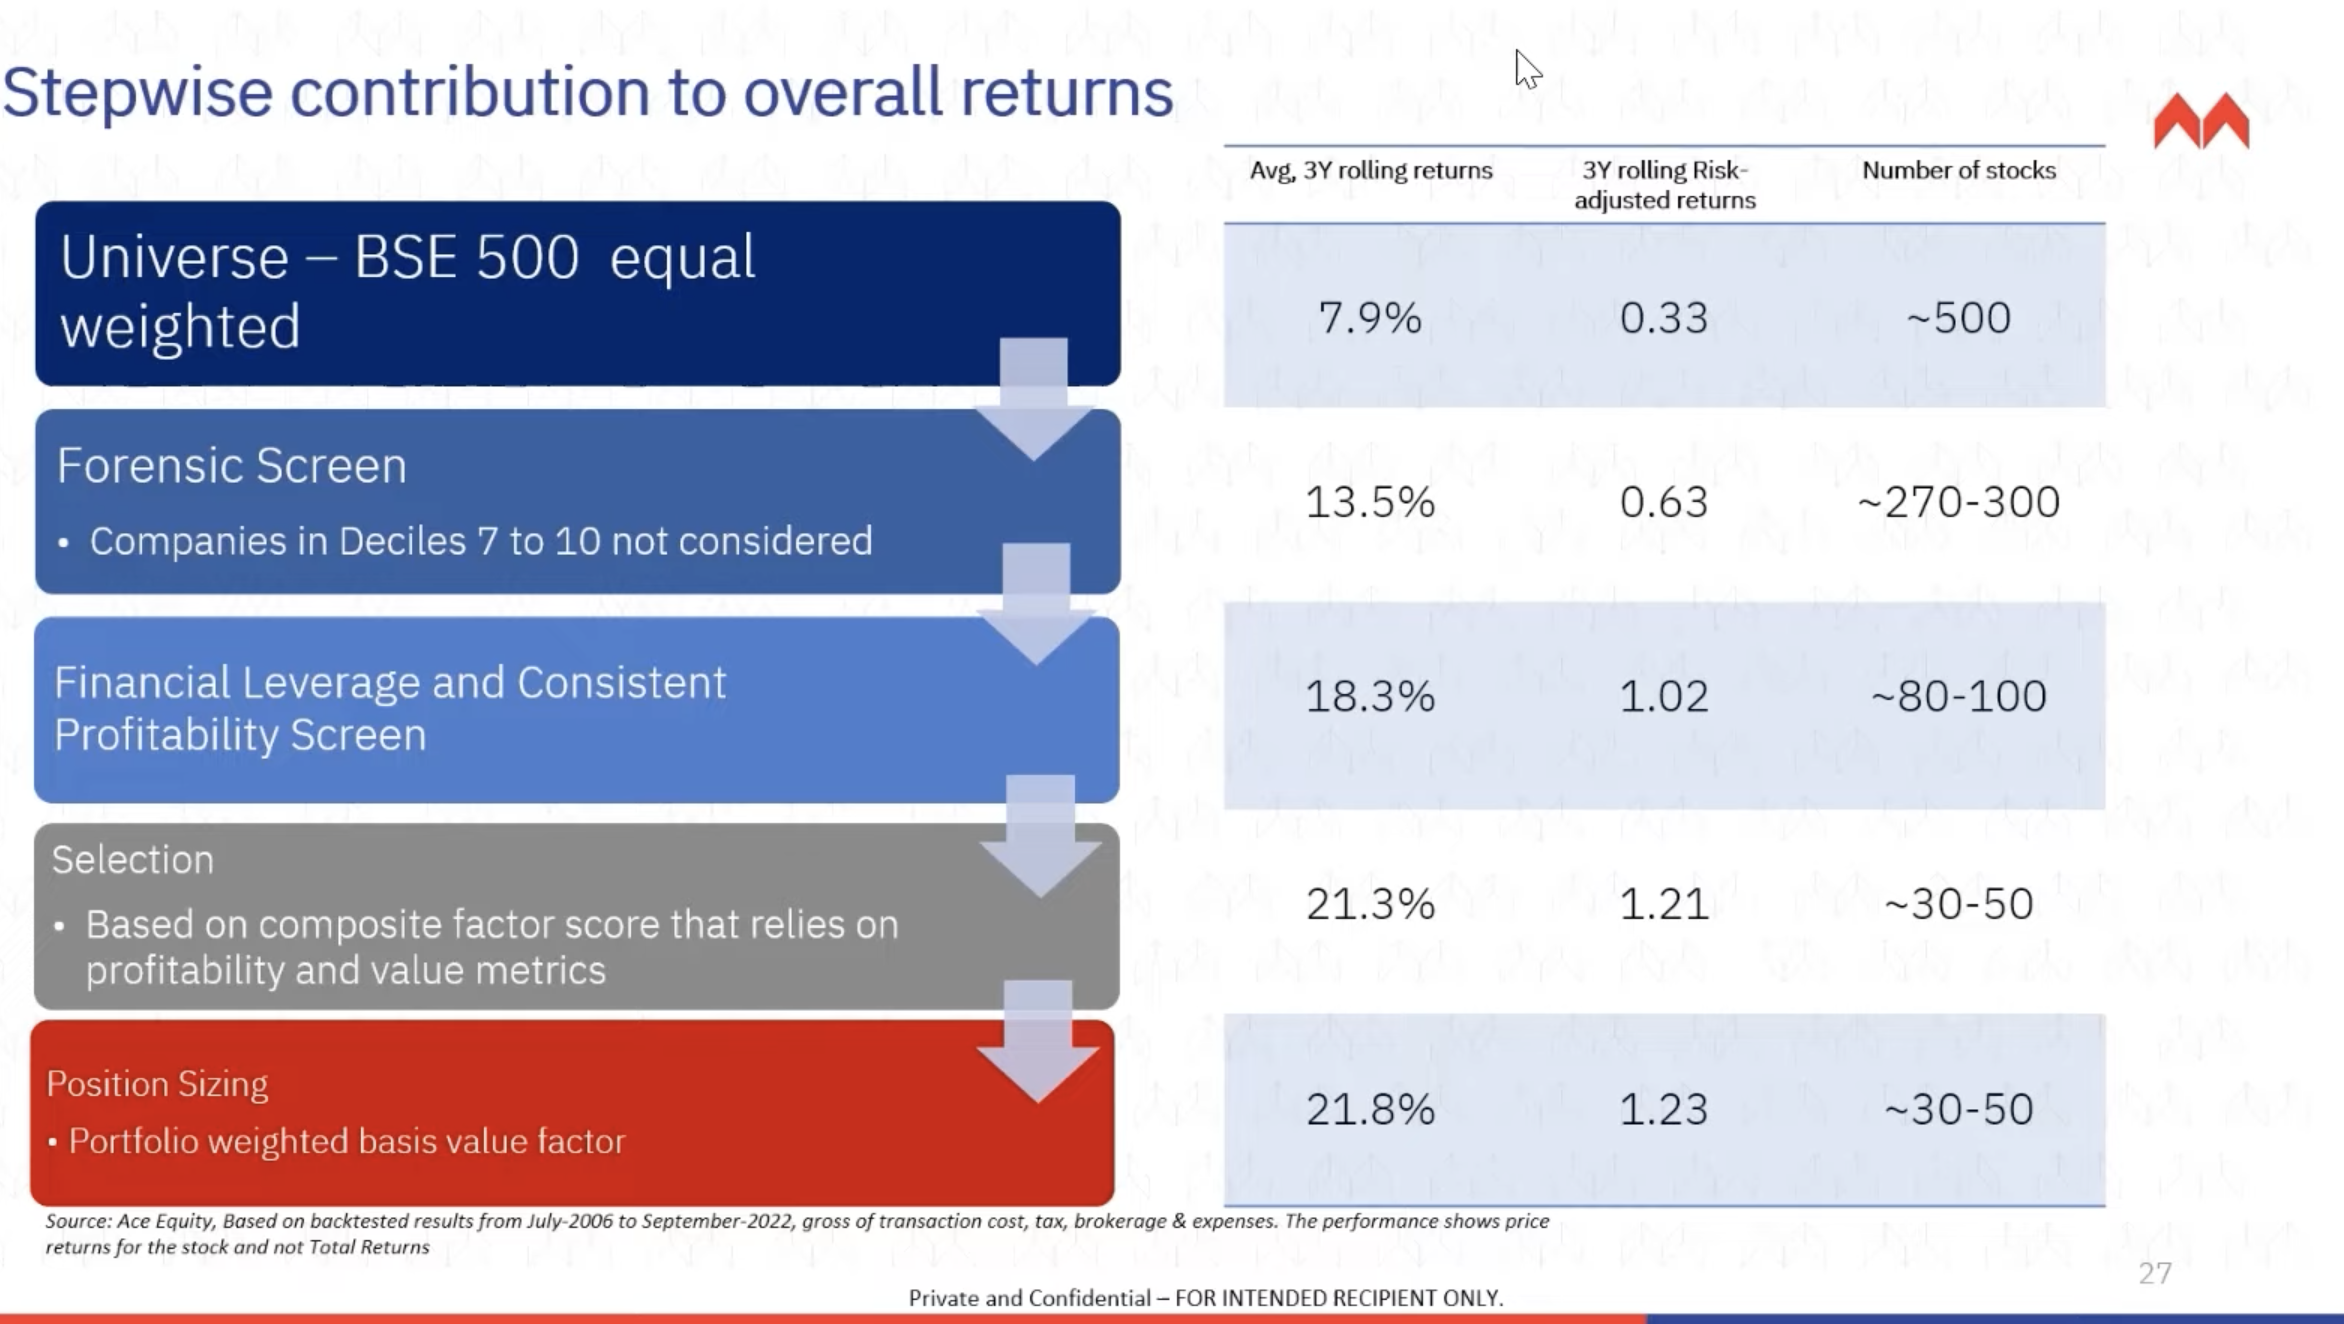 Stepwise contribution to overall returns
Avg, 3Y rolling returns
3Y rolling Risk-
adjusted returns
Number of stocks
Universe – BSE 500 equal
weighted
7.9%
0.33
~500
Forensic Screen
• Companies in Deciles 7 to 10 not considered
13.5%
0.63
~270-300
Financial Leverage and Consistent
Profitability Screen
18.3%
1.02
~80-100
Selection
• Based on composite factor score that relies on
profitability and value metrics
21.3%
1.21
~30-50
Position Sizing
• Portfolio weighted basis value factor
21.8%
1.23
~30-50
Source: Ace Equity, Based on backtested results from July-2006 to September-2022, gross of transaction cost, tax, brokerage & expenses. The performance shows price
returns for the stock and not Total Returns
27
Private and Confidential – FOR INTENDED RECIPIENT ONLY.